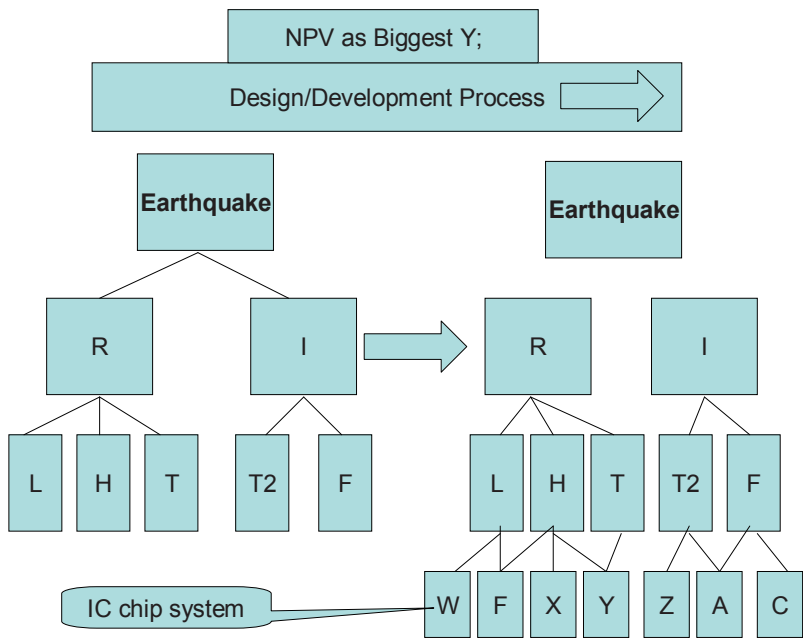 NPV as Biggest Y;
Design/Development Process
Earthquake
Earthquake
R
I
R
I
L
H
T
T2
F
L
H
T
T2
F
IC chip system
W
F
X
Y
Z
A
C